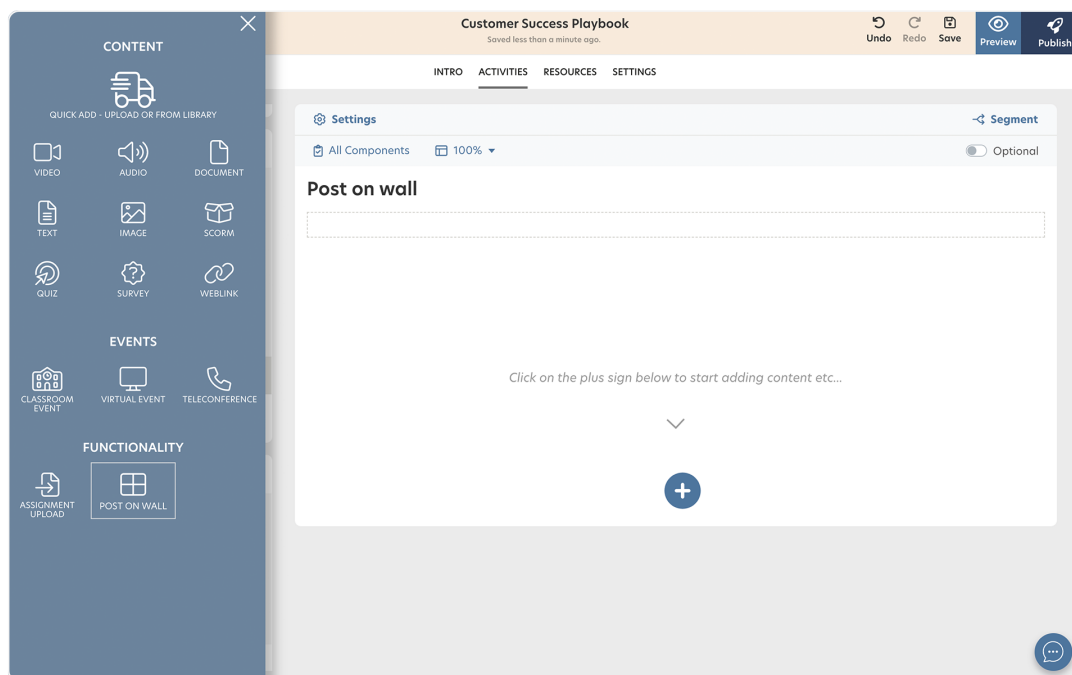 CONTENT
QUICK ADD - UPLOAD OR FROM LIBRARY
VIDEO
AUDIO
DOCUMENT
TEXT
IMAGE
SCORM
QUIZ
SURVEY
WEBLINK
EVENTS
CLASSROOM
EVENT
VIRTUAL EVENT
TELECONFERENCE
FUNCTIONALITY
ASSIGNMENT
UPLOAD
POST ON WALL
Customer Success Playbook
Saved less than a minute ago.
Undo
Redo
Save
Preview
Publish
INTRO
ACTIVITIES
RESOURCES
SETTINGS
Settings
Segment
All Components
100%
Optional
Post on wall
Click on the plus sign below to start adding content etc...